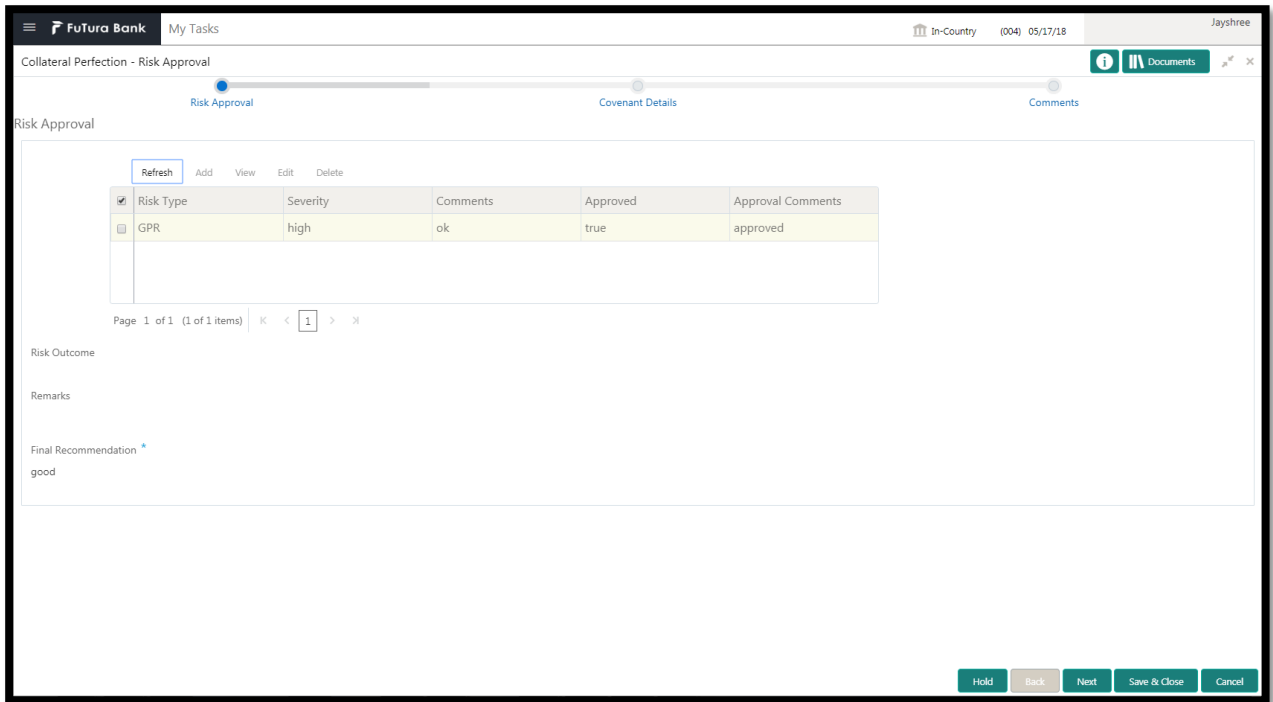 FuTura Bank My Tasks In-Country (004) 05/17/18 Jayshree
Collateral Perfection - Risk Approval Documents
Risk Approval Covenant Details Comments
Risk Approval
Refresh Add View Edit Delete
Risk Type Severity Comments Approved Approval Comments
GPR high ok true approved
Page 1 of 1 (1 of 1 items) 1
Risk Outcome
Remarks
Final Recommendation *
good
Hold Back Next Save & Close Cancel